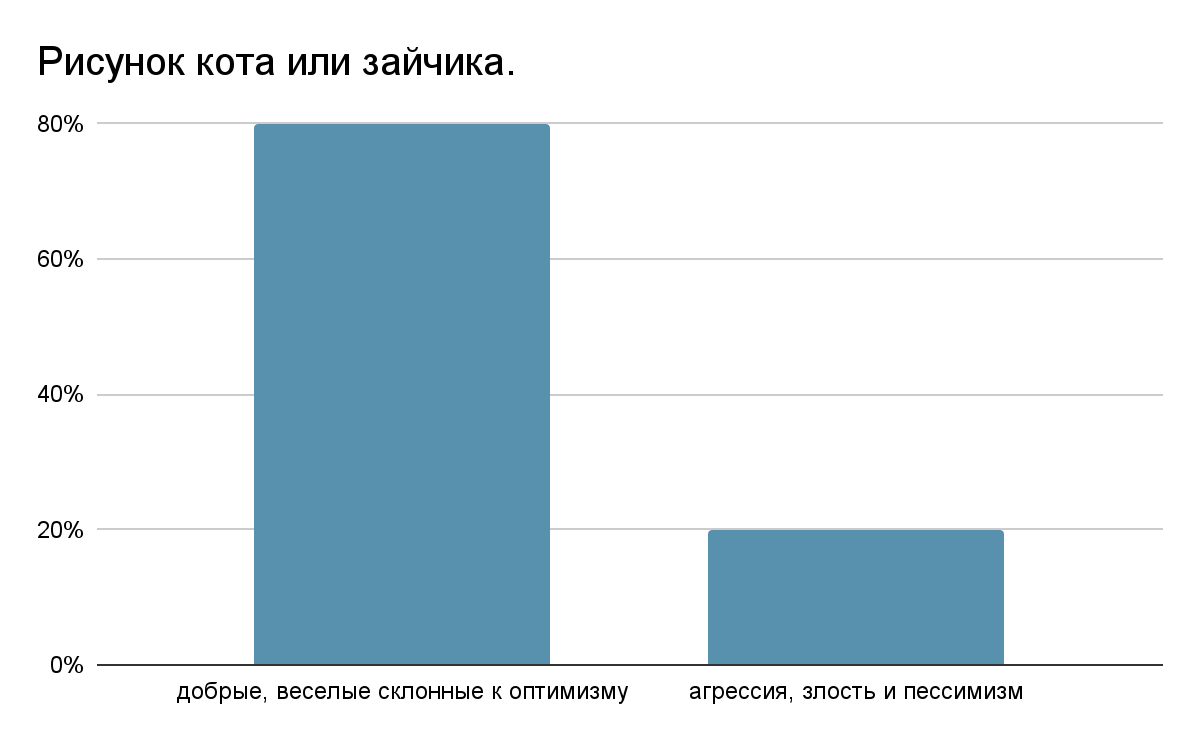 Рисунок кота или зайчика.
80%
60%
40%
20%
0%
добрые, веселые склонные к оптимизму
агрессия, злость и пессимизм